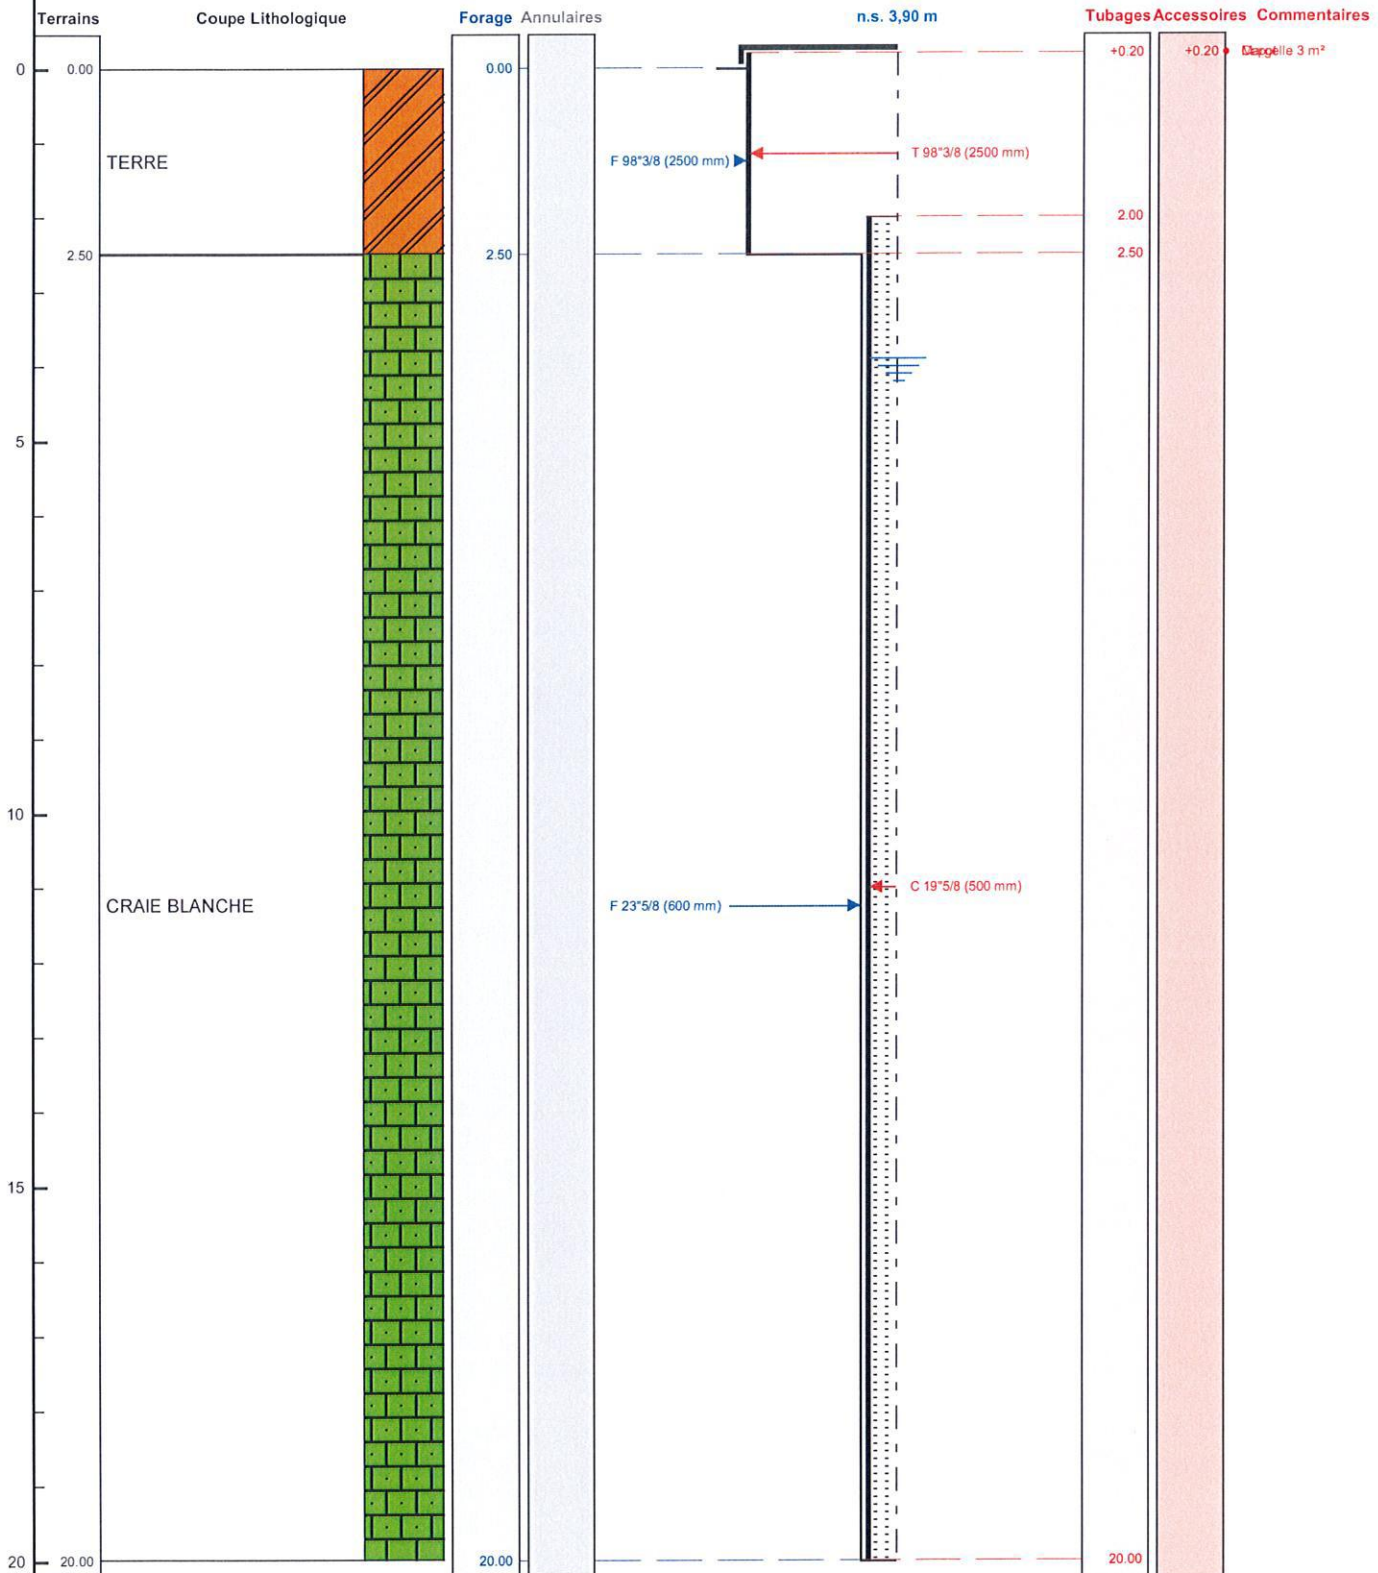 Terrains Coupe Lithologique Forage Annulaires n.s. 3,90 m Tubages Accessoires Commentaires
+0.20 +0.20 3 m²
0 0.00 0.00
TERRE F 98"3/8 (2500 mm) T 98"3/8 (2500 mm)
2.00
2.50 2.50 2.50
5
10
CRAIE BLANCHE F 23"5/8 (600 mm) C 19"5/8 (500 mm)
15
20 20.00 20.00 20.00